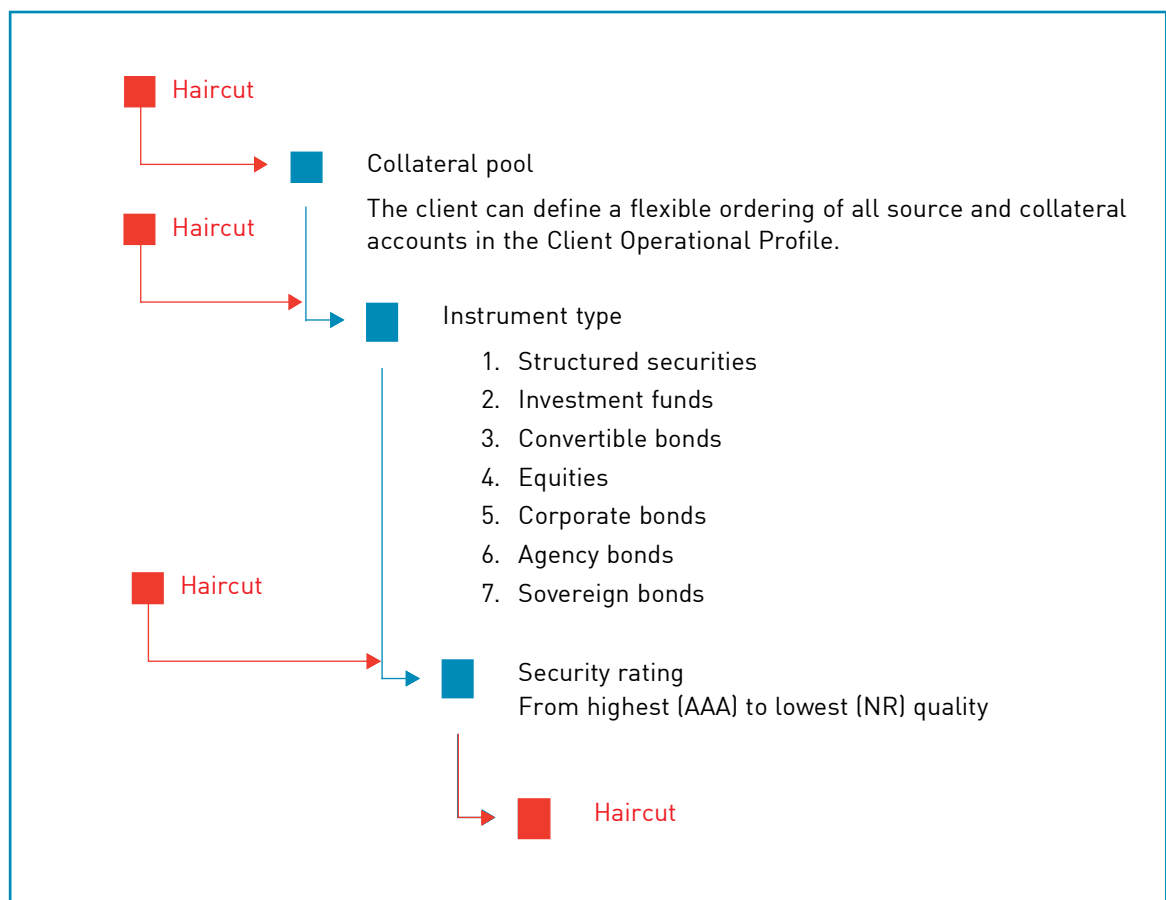 Haircut
Collateral pool
The client can define a flexible ordering of all source and collateral
accounts in the Client Operational Profile.
Haircut
Instrument type
1. Structured securities
2. Investment funds
3. Convertible bonds
4. Equities
5. Corporate bonds
6. Agency bonds
7. Sovereign bonds
Haircut
Security rating
From highest (AAA) to lowest (NR) quality
Haircut